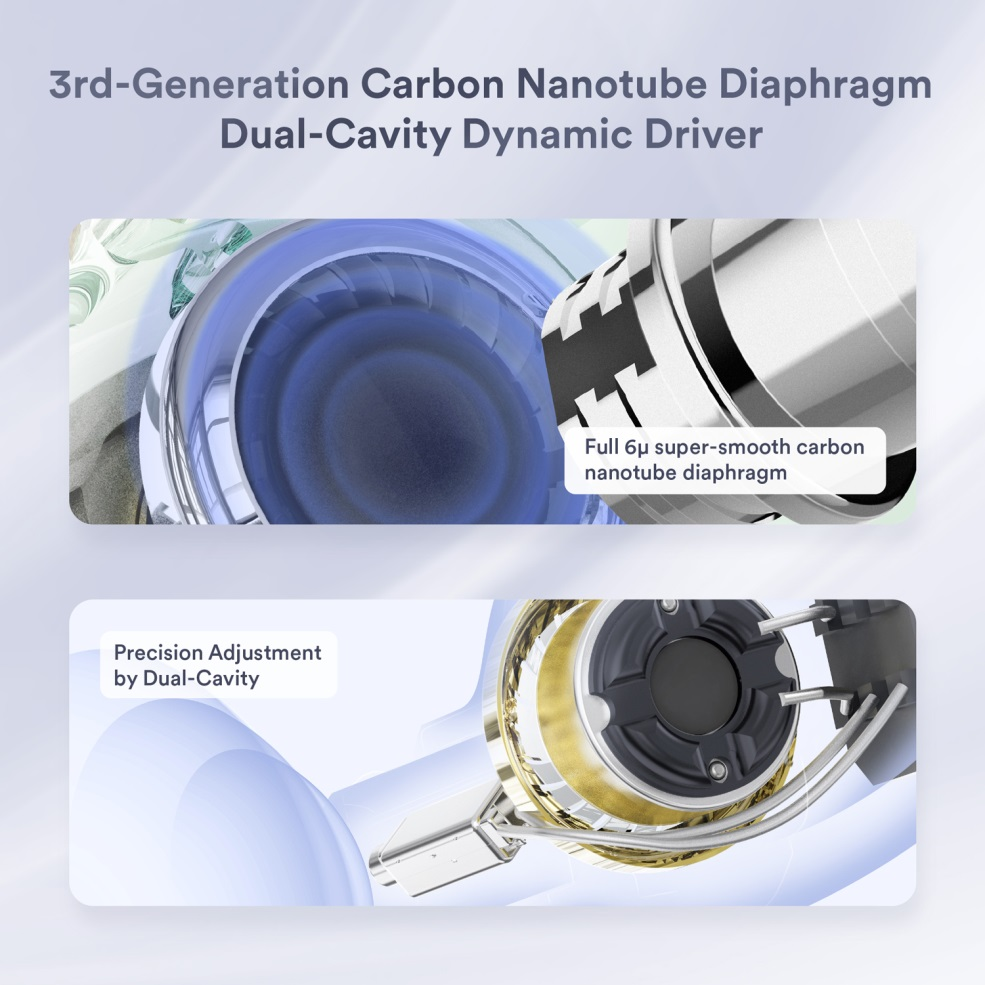 3rd-Generation Carbon Nanotube Diaphragm
Dual-Cavity Dynamic Driver
Full 6μ super-smooth carbon
nanotube diaphragm
Precision Adjustment
by Dual-Cavity